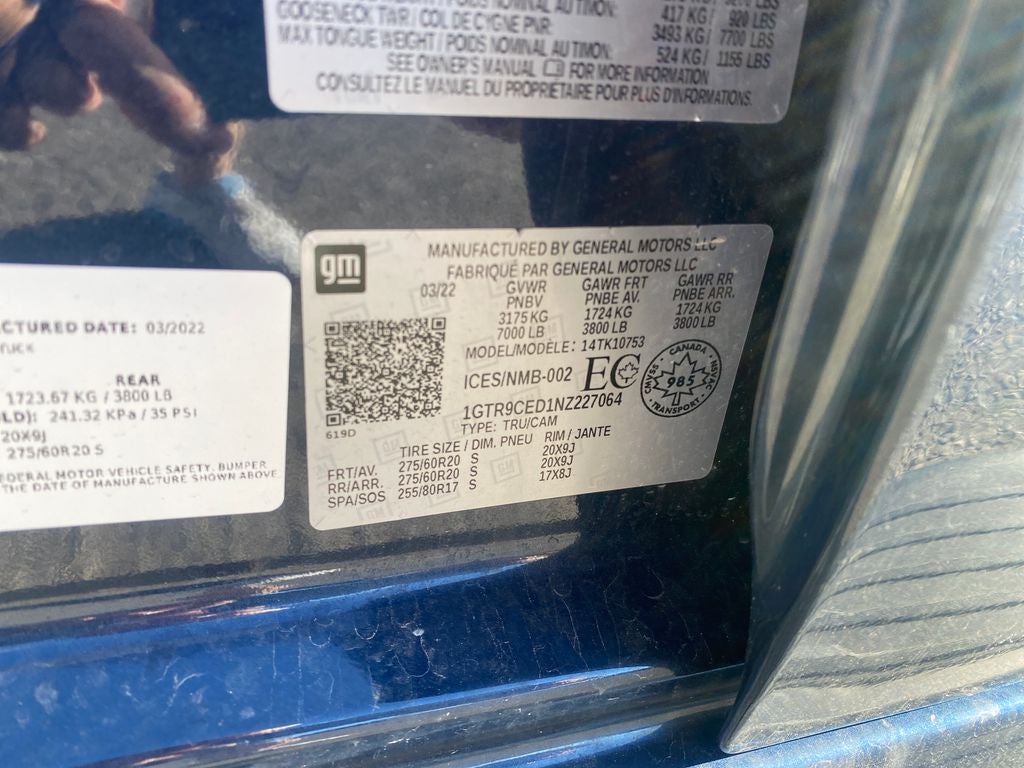 417 KG / 920 LBS
GOOSENECK TWR / COL DE CYGNE PNR: 3493 KG / 7700 LBS
MAX TONGUE WEIGHT / POIDS NOMINAL AU TIMON: 524 KG / 1155 LBS
SEE OWNER'S MANUAL FOR MORE INFORMATION
CONSULTEZ LE MANUEL DU PROPRIETAIRE POUR PLUS D'INFORMATIONS.
gm
MANUFACTURED BY GENERAL MOTORS LLC
FABRIQUÉ PAR GENERAL MOTORS LLC
03/22 GVWR GAWR FRT GAWR RR
PNBV PNBE AV. PNBE ARR.
3175 KG 1724 KG 1724 KG
7000 LB 3800 LB 3800 LB
MODEL/MODÈLE: 14TK10753
ICES/NMB-002 EC
CANADA
CMVSS 985 NSVAC
TRANSPORT
1GTR9CED1NZ227064
619D
TYPE: TRU/CAM
TIRE SIZE / DIM. PNEU RIM / JANTE
FRT/AV. 275/60R20 S 20X9J
RR/ARR. 275/60R20 S 20X9J
SPA/SOS 255/80R17 S 17X8J
ACTURED DATE: 03/2022
REAR
1723.67 KG / 3800 LB
LD): 241.32 KPa / 35 PSI
20X9J
275/60R20 S
EDERAL MOTOR VEHICLE SAFETY, BUMPER
THE DATE OF MANUFACTURE SHOWN ABOVE